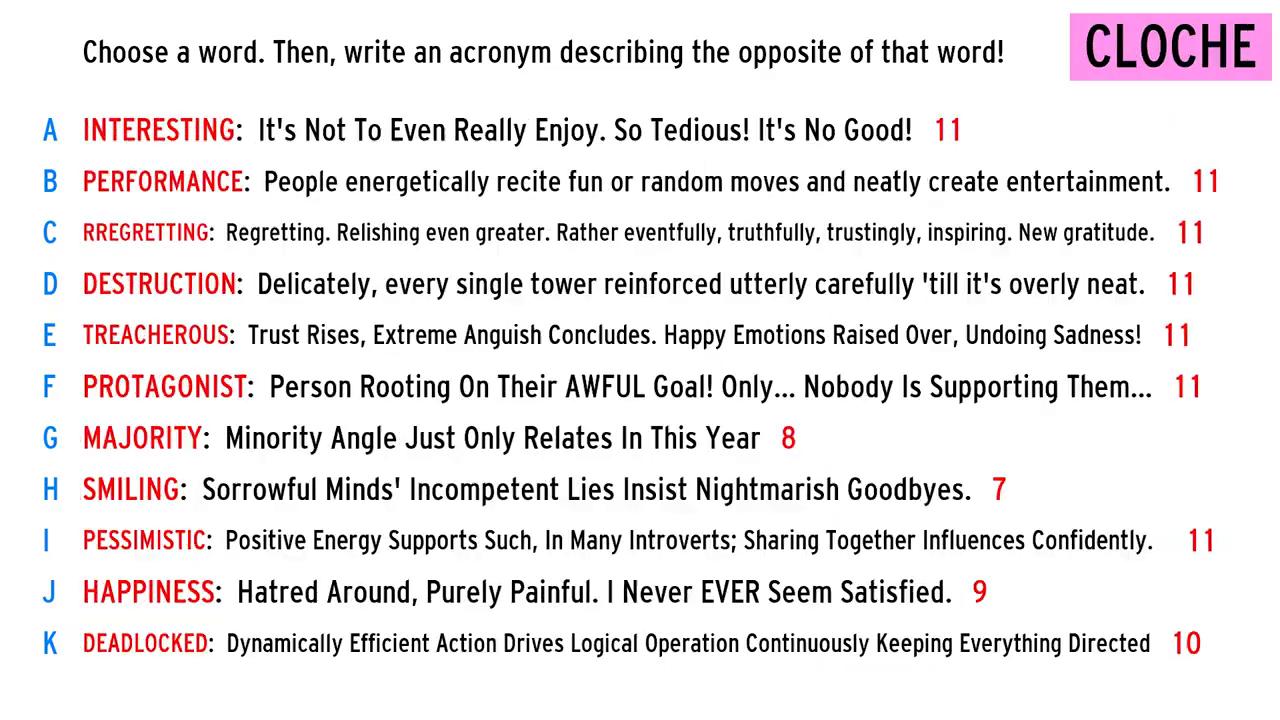 Choose a word. Then, write an acronym describing the opposite of that word!
CLOCHE
A INTERESTING: It's Not To Even Really Enjoy. So Tedious! It's No Good! 11
B PERFORMANCE: People energetically recite fun or random moves and neatly create entertainment. 11
C RREGRETTING: Regretting. Relishing even greater. Rather eventfully, truthfully, trustingly, inspiring. New gratitude. 11
D DESTRUCTION: Delicately, every single tower reinforced utterly carefully 'till it's overly neat. 11
E TREACHEROUS: Trust Rises, Extreme Anguish Concludes. Happy Emotions Raised Over, Undoing Sadness! 11
F PROTAGONIST: Person Rooting On Their AWFUL Goal! Only... Nobody Is Supporting Them... 11
G MAJORITY: Minority Angle Just Only Relates In This Year 8
H SMILING: Sorrowful Minds' Incompetent Lies Insist Nightmarish Goodbyes. 7
I PESSIMISTIC: Positive Energy Supports Such, In Many Introverts; Sharing Together Influences Confidently. 11
J HAPPINESS: Hatred Around, Purely Painful. I Never EVER Seem Satisfied. 9
K DEADLOCKED: Dynamically Efficient Action Drives Logical Operation Continuously Keeping Everything Directed 10